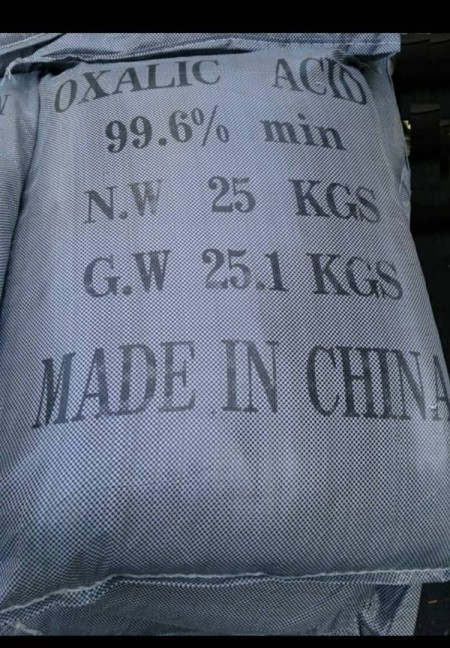 OXALIC ACID
99.6% min
N.W 25 KGS
G.W 25.1 KGS
MADE IN CHINA